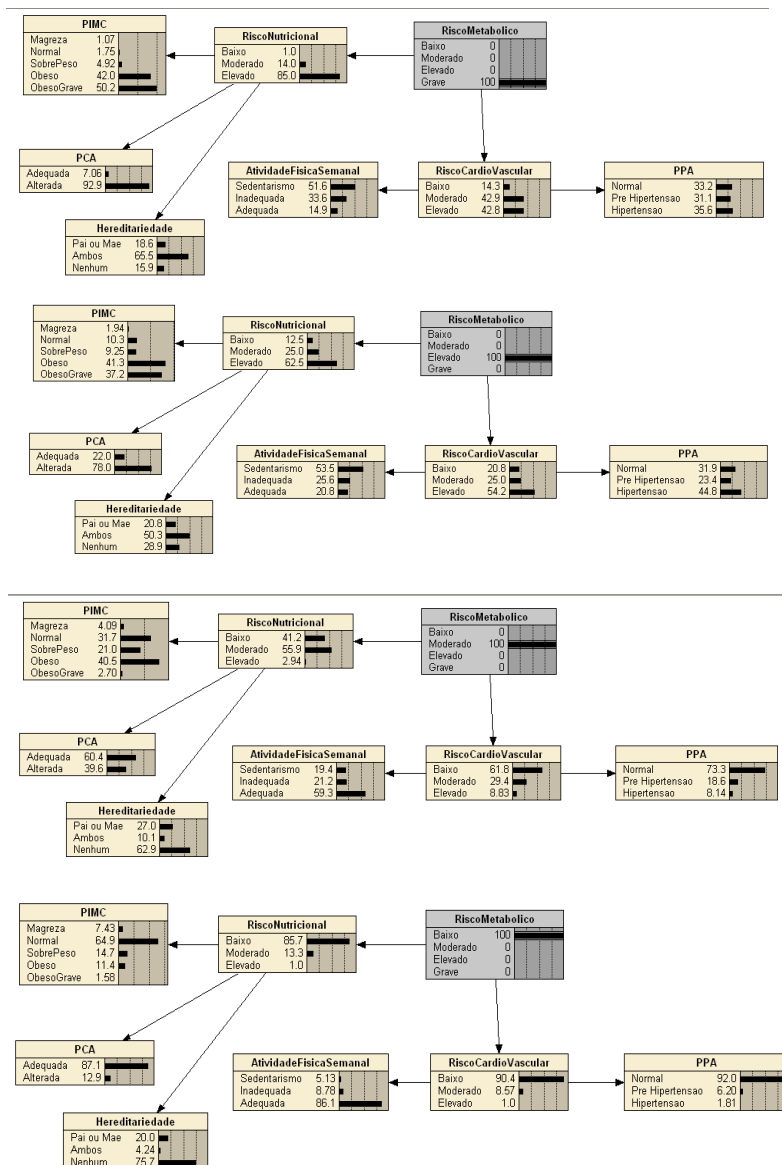 PIMC
Magreza 1.07
Normal 1.75
SobrePeso 4.92
Obeso 42.0
ObesoGrave 50.2
RiscoNutricional
Baixo 1.0
Moderado 14.0
Elevado 85.0
RiscoMetabolico
Baixo 0
Moderado 0
Elevado 0
Grave 100
PCA
Adequada 7.06
Alterada 92.9
AtividadeFisicaSemanal
Sedentarismo 51.6
Inadequada 33.6
Adequada 14.9
RiscoCardioVascular
Baixo 14.3
Moderado 42.9
Elevado 42.8
PPA
Normal 33.2
Pre Hipertensao 31.1
Hipertensao 35.6
Hereditariedade
Pai ou Mae 18.6
Ambos 65.5
Nenhum 15.9
PIMC
Magreza 1.94
Normal 10.3
SobrePeso 9.25
Obeso 41.3
ObesoGrave 37.2
RiscoNutricional
Baixo 12.5
Moderado 25.0
Elevado 62.5
RiscoMetabolico
Baixo 0
Moderado 0
Elevado 100
Grave 0
PCA
Adequada 22.0
Alterada 78.0
AtividadeFisicaSemanal
Sedentarismo 53.5
Inadequada 25.6
Adequada 20.8
RiscoCardioVascular
Baixo 20.8
Moderado 25.0
Elevado 54.2
PPA
Normal 31.9
Pre Hipertensao 23.4
Hipertensao 44.8
Hereditariedade
Pai ou Mae 20.8
Ambos 50.3
Nenhum 28.9
PIMC
Magreza 4.09
Normal 31.7
SobrePeso 21.0
Obeso 40.5
ObesoGrave 2.70
RiscoNutricional
Baixo 41.2
Moderado 55.9
Elevado 2.94
RiscoMetabolico
Baixo 0
Moderado 100
Elevado 0
Grave 0
PCA
Adequada 60.4
Alterada 39.6
AtividadeFisicaSemanal
Sedentarismo 19.4
Inadequada 21.2
Adequada 59.3
RiscoCardioVascular
Baixo 61.8
Moderado 29.4
Elevado 8.83
PPA
Normal 73.3
Pre Hipertensao 18.6
Hipertensao 8.14
Hereditariedade
Pai ou Mae 27.0
Ambos 10.1
Nenhum 62.9
PIMC
Magreza 7.43
Normal 64.9
SobrePeso 14.7
Obeso 11.4
ObesoGrave 1.58
RiscoNutricional
Baixo 85.7
Moderado 13.3
Elevado 1.0
RiscoMetabolico
Baixo 100
Moderado 0
Elevado 0
Grave 0
PCA
Adequada 87.1
Alterada 12.9
AtividadeFisicaSemanal
Sedentarismo 5.13
Inadequada 8.78
Adequada 86.1
RiscoCardioVascular
Baixo 90.4
Moderado 8.57
Elevado 1.0
PPA
Normal 92.0
Pre Hipertensao 6.20
Hipertensao 1.81
Hereditariedade
Pai ou Mae 20.0
Ambos 4.24
Nenhum 75.7